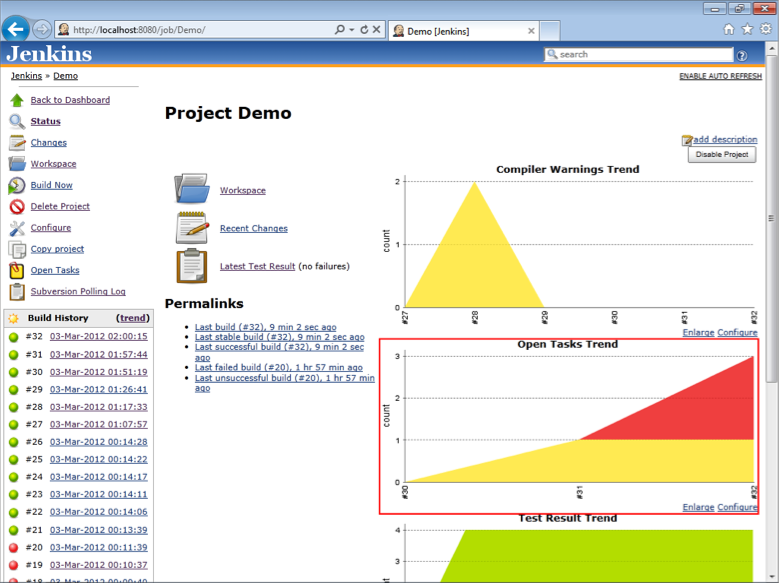 http://localhost:8080/job/Demo/
Demo [Jenkins]
Jenkins
search
Jenkins » Demo
ENABLE AUTO REFRESH
Back to Dashboard
Status
Changes
Workspace
Build Now
Delete Project
Configure
Copy project
Open Tasks
Subversion Polling Log
Build History (trend)
#32 03-Mar-2012 02:00:15
#31 03-Mar-2012 01:57:44
#30 03-Mar-2012 01:51:19
#29 03-Mar-2012 01:26:41
#28 03-Mar-2012 01:17:33
#27 03-Mar-2012 01:07:57
#26 03-Mar-2012 00:14:28
#25 03-Mar-2012 00:14:22
#24 03-Mar-2012 00:14:17
#23 03-Mar-2012 00:14:11
#22 03-Mar-2012 00:14:06
#21 03-Mar-2012 00:13:39
#20 03-Mar-2012 00:11:39
#19 03-Mar-2012 00:10:37
#18 03-Mar-2012 00:09:40
Project Demo
add description
Disable Project
Workspace
Recent Changes
Latest Test Result (no failures)
Permalinks
Last build (#32), 9 min 2 sec ago
Last stable build (#32), 9 min 2 sec ago
Last successful build (#32), 9 min 2 sec
ago
Last failed build (#20), 1 hr 57 min ago
Last unsuccessful build (#20), 1 hr 57 min
ago
Compiler Warnings Trend
2
1
0
count
#27
#28
#29
#30
#31
#32
Enlarge Configure
Open Tasks Trend
3
2
1
0
count
#30
#31
#32
Enlarge Configure
Test Result Trend
4
3